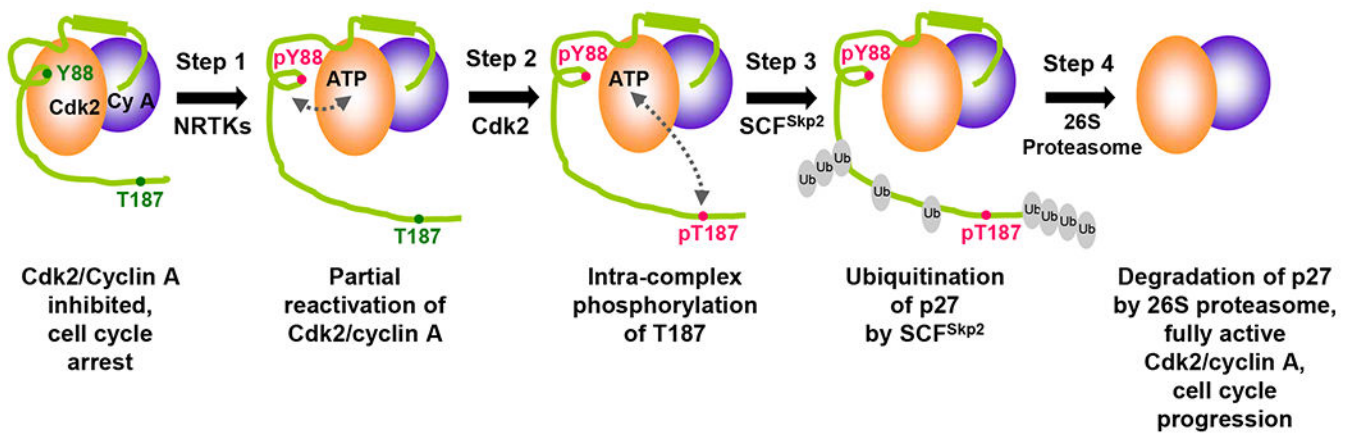 Y88
Cdk2
Cy A
T187
Step 1
NRTKs
pY88
ATP
T187
Step 2
Cdk2
pY88
ATP
pT187
Step 3
SCFSkp2
pY88
Ub
Ub
Ub
Ub
Ub
pT187
Ub
Ub
Ub
Ub
Step 4
26S
Proteasome
Cdk2/Cyclin A
inhibited,
cell cycle
arrest
Partial
reactivation of
Cdk2/cyclin A
Intra-complex
phosphorylation
of T187
Ubiquitination
of p27
by SCFSkp2
Degradation of p27
by 26S proteasome,
fully active
Cdk2/cyclin A,
cell cycle
progression